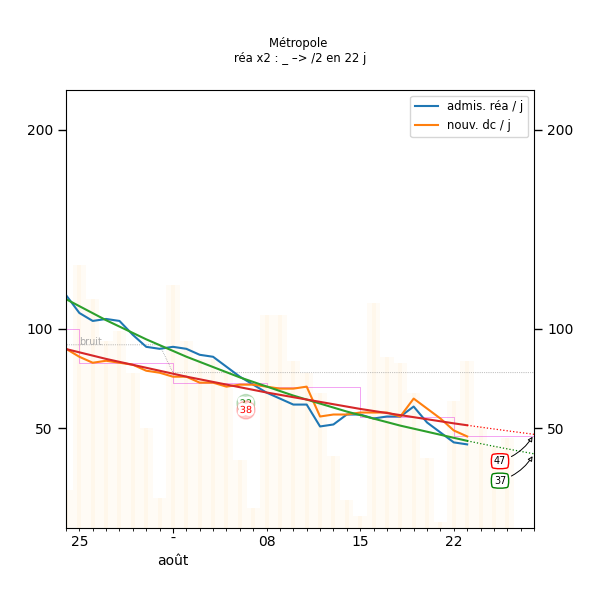 Métropole
réa x2 : _ –> /2 en 22 j
admis. réa / j
nouv. dc / j
200
200
100
100
bruit
50
50
38
47
37
25
-
08
15
22
août